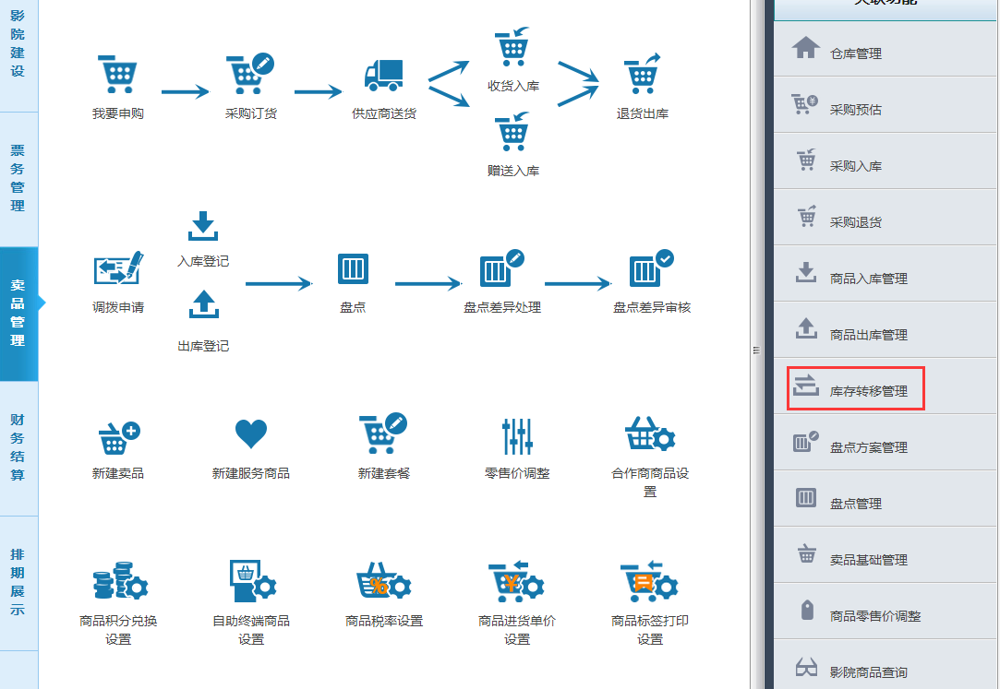 影院建设
票务管理
卖品管理
财务结算
排期展示
我要申购
采购订货
供应商送货
收货入库
赠送入库
退货出库
调拨申请
入库登记
出库登记
盘点
盘点差异处理
盘点差异审核
新建卖品
新建服务商品
新建套餐
零售价调整
合作商商品设
置
商品积分兑换
设置
自助终端商品
设置
商品税率设置
商品进货单价
设置
商品标签打印
设置
关联功能
仓库管理
采购预估
采购入库
采购退货
商品入库管理
商品出库管理
库存转移管理
盘点方案管理
盘点管理
卖品基础管理
商品零售价调整
影院商品查询